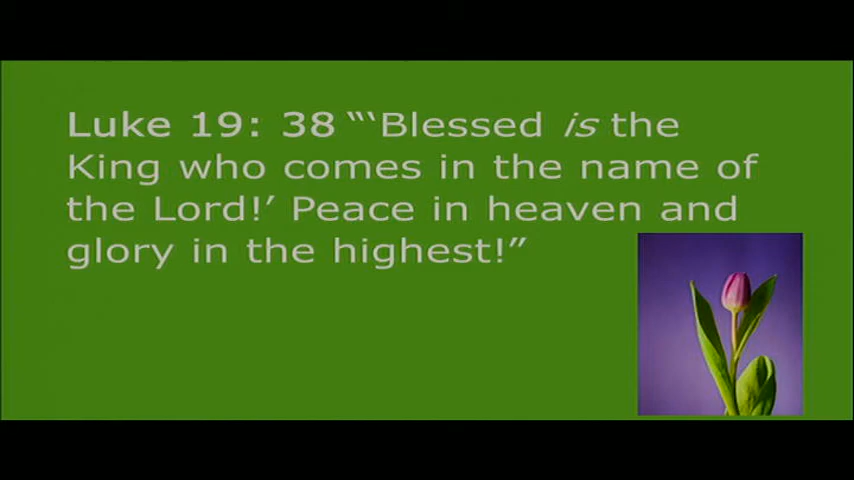 Luke 19: 38 “‘Blessed is the
King who comes in the name of
the Lord!’ Peace in heaven and
glory in the highest!”